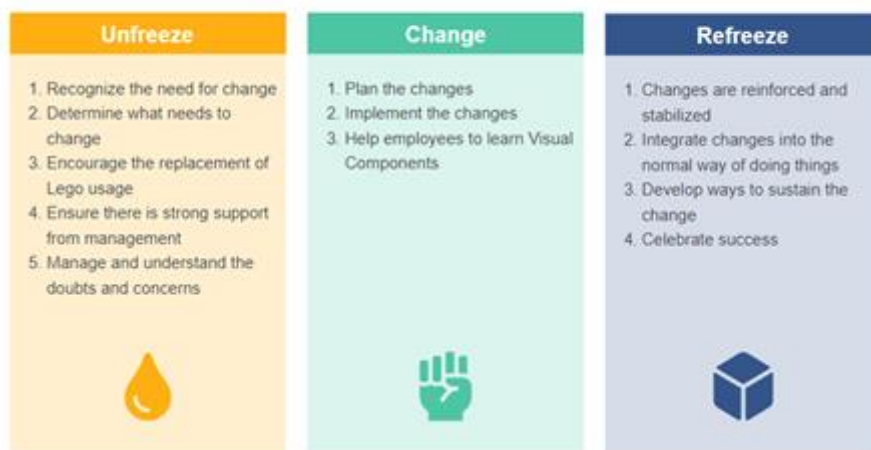 Unfreeze
1. Recognize the need for change
2. Determine what needs to
change
3. Encourage the replacement of
Lego usage
4. Ensure there is strong support
from management
5. Manage and understand the
doubts and concerns
Change
1. Plan the changes
2. Implement the changes
3. Help employees to learn Visual
Components
Refreeze
1. Changes are reinforced and
stabilized
2. Integrate changes into the
normal way of doing things
3. Develop ways to sustain the
change
4. Celebrate success